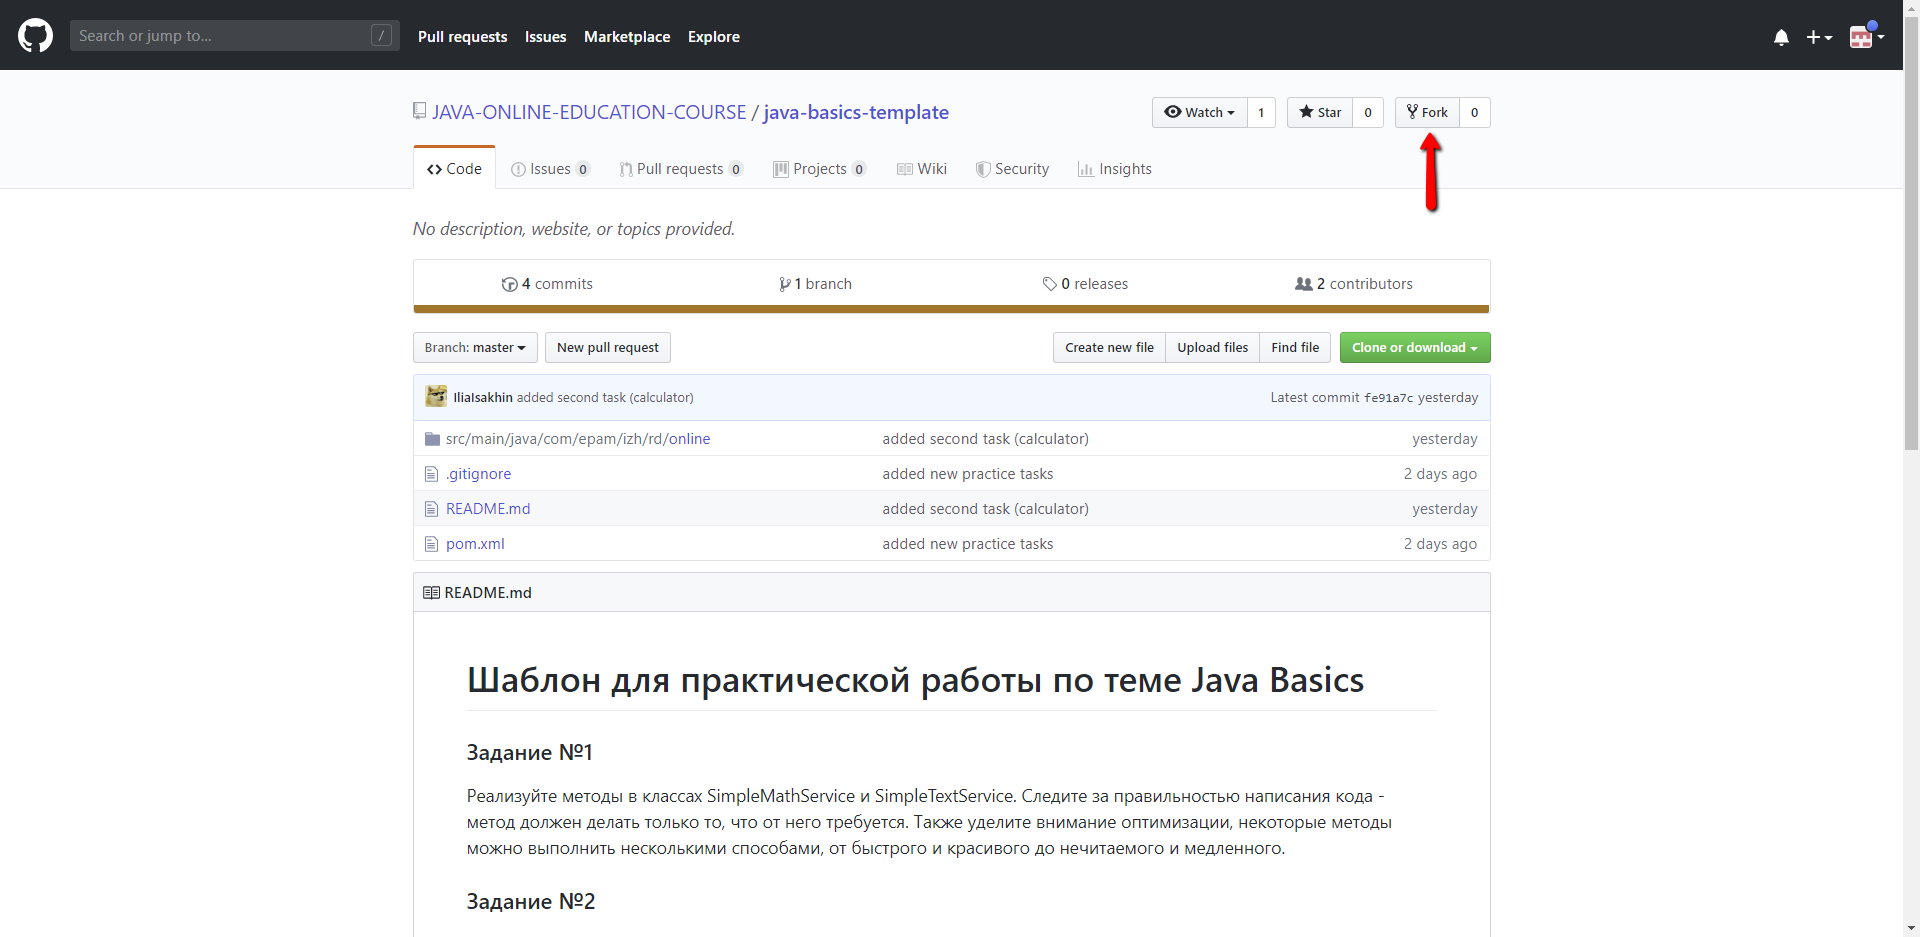 Search or jump to... / Pull requests Issues Marketplace Explore
JAVA-ONLINE-EDUCATION-COURSE / java-basics-template Watch 1 Star 0 Fork 0
Code Issues 0 Pull requests 0 Projects 0 Wiki Security Insights
No description, website, or topics provided.
4 commits 1 branch 0 releases 2 contributors
Branch: master New pull request Create new file Upload files Find file Clone or download
IliaIsakhin added second task (calculator) Latest commit fe91a7c yesterday
src/main/java/com/epam/izh/rd/online added second task (calculator) yesterday
.gitignore added new practice tasks 2 days ago
README.md added second task (calculator) yesterday
pom.xml added new practice tasks 2 days ago
README.md
Шаблон для практической работы по теме Java Basics
Задание №1
Реализуйте методы в классах SimpleMathService и SimpleTextService. Следите за правильностью написания кода -
метод должен делать только то, что от него требуется. Также уделите внимание оптимизации, некоторые методы
можно выполнить несколькими способами, от быстрого и красивого до нечитаемого и медленного.
Задание №2